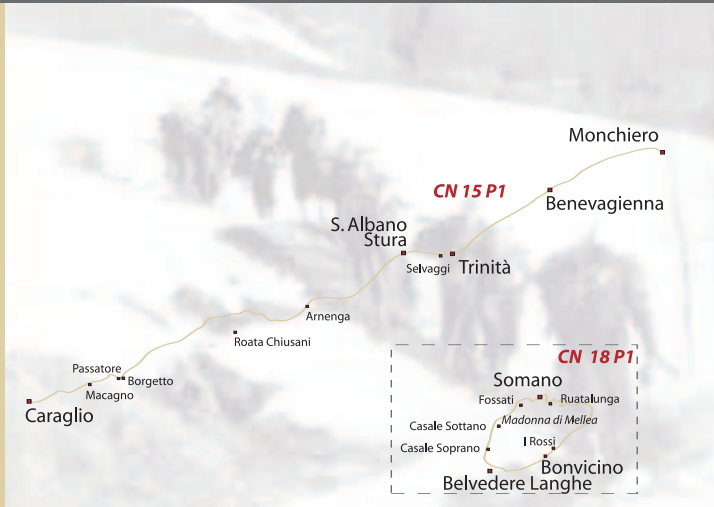 Monchiero
CN 15 P1
Benevagienna
S. Albano
Stura
Selvaggi
Trinità
Arnenga
Roata Chiusani
Passatore
Borgetto
Macagno
Caraglio
CN 18 P1
Somano
Fossati
Ruatalunga
Madonna di Mellea
Casale Sottano
I Rossi
Casale Soprano
Bonvicino
Belvedere Langhe